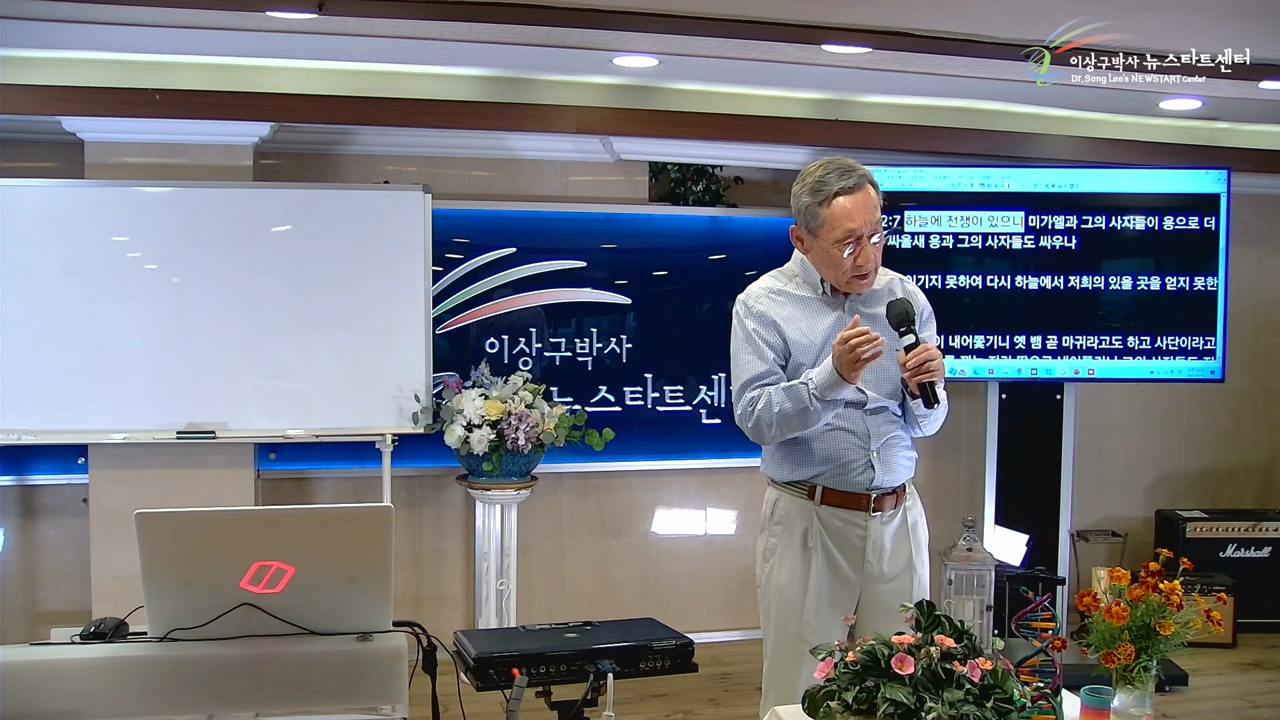 이상구박사 뉴스타트센터
Dr. Sang Lee's NEWSTART Center
2:7 하늘에 전쟁이 있으니 미가엘과 그의 사자들이 용으로 더
싸울새 용과 그의 사자들도 싸우나
이기지 못하여 다시 하늘에서 저희의 있을 곳을 얻지 못한
이 내어쫓기니 옛 뱀 곧 마귀라고도 하고 사단이라고
이상구박사
뉴스타트센
Marshall